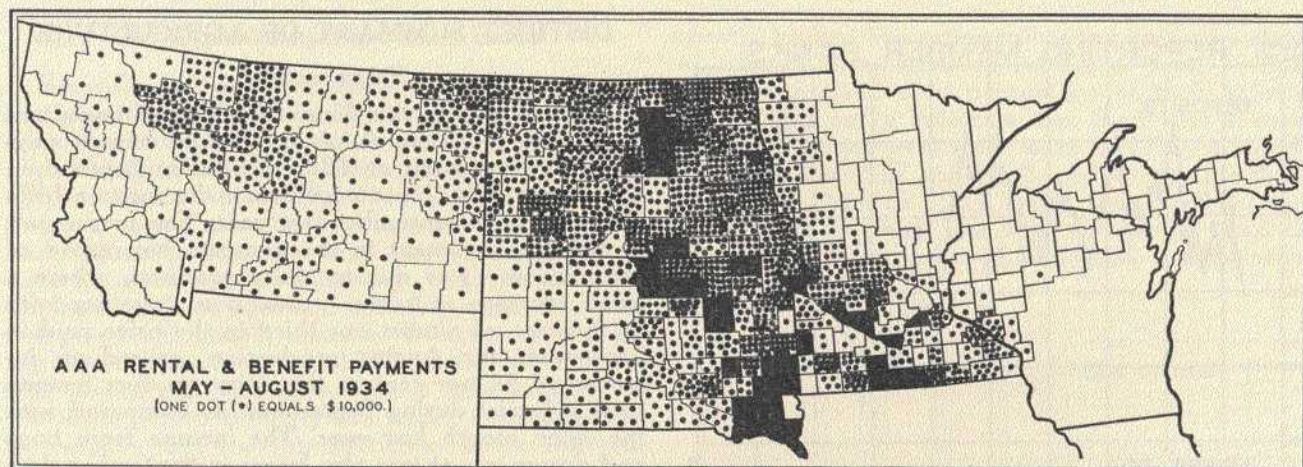 AAA RENTAL & BENEFIT PAYMENTS
MAY - AUGUST 1934
(ONE DOT (•) EQUALS $10,000.)